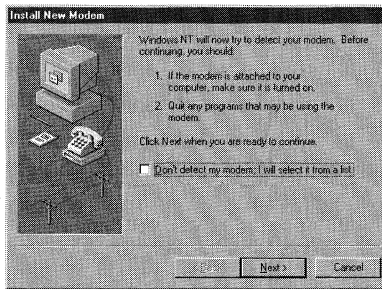 Install New Modem
Windows NT will now try to detect your modem. Before
continuing, you should:
1. If the modem is attached to your
computer, make sure it is turned on.
2. Quit any programs that may be using the
modem.
Click Next when you are ready to continue.
Don't detect my modem; I will select it from a list.
Next >
Cancel